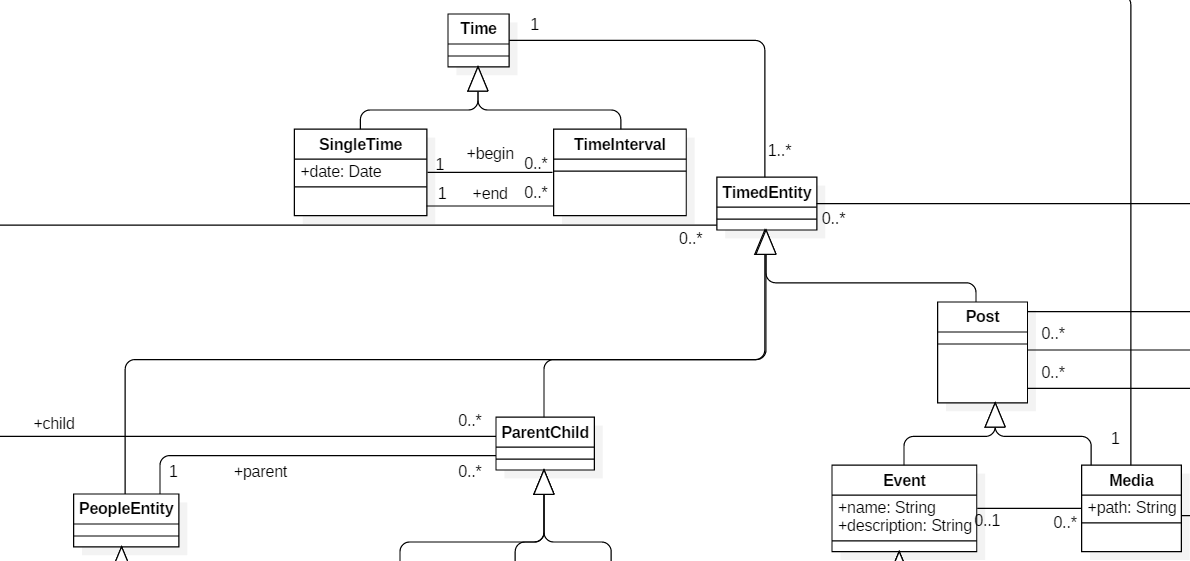 Time
1
SingleTime
+date: Date
1
+begin
0..*
1
+end
0..*
TimeInterval
1..*
TimedEntity
0..*
0..*
Post
0..*
0..*
+child
0..*
ParentChild
1
+parent
0..*
PeopleEntity
1
Event
+name: String
+description: String
0..1
0..*
Media
+path: String